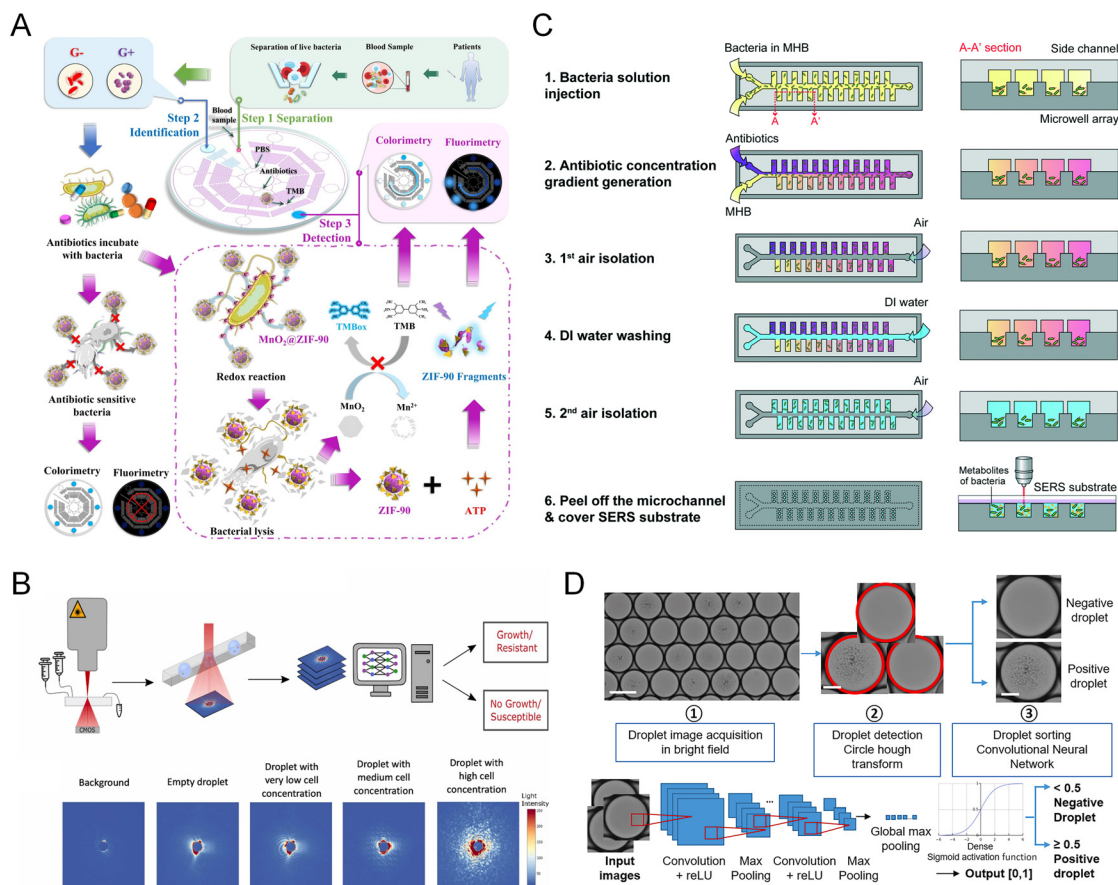 A
G-
G+
Separation of
live bacteria
Blood Sample
Patients
Step 2
Identification
Blood
sample
Step 1 Separation
PBS
Antibiotics
TMB
Colorimetry
Fluorimetry
Step 3
Detection
Antibiotics incubate
with bacteria
MnO₂@ZIF-90
Redox reaction
TMBox
TMB
ZIF-90 Fragments
MnO₂
Mn²⁺
Antibiotic sensitive
bacteria
Colorimetry
Fluorimetry
Bacterial lysis
ZIF-90
+
ATP
B
CMOS
Growth/
Resistant
No Growth/
Susceptible
Background
Empty droplet
Droplet with
very low cell
concentration
Droplet with
medium cell
concentration
Droplet with
high cell
concentration
Light
Intensity
C
Bacteria in MHB
A-A' section
Side channel
1. Bacteria solution
injection
A
A'
Microwell array
Antibiotics
2. Antibiotic concentration
gradient generation
MHB
Air
3. 1st air isolation
DI water
4. DI water washing
Air
5. 2nd air isolation
Metabolites
of bacteria
SERS substrate
6. Peel off the microchannel
& cover SERS substrate
D
Negative
droplet
Positive
droplet
①
②
③
Droplet image acquisition
in bright field
Droplet detection
Circle hough
transform
Droplet sorting
Convolutional Neural
Network
Input
images
Convolution
+ reLU
Max
Pooling
...
Convolution
+ reLU
Max
Pooling
Global max
pooling
Dense
Sigmoid activation function
Output [0,1]
< 0.5
Negative
Droplet
≥ 0.5
Positive
droplet